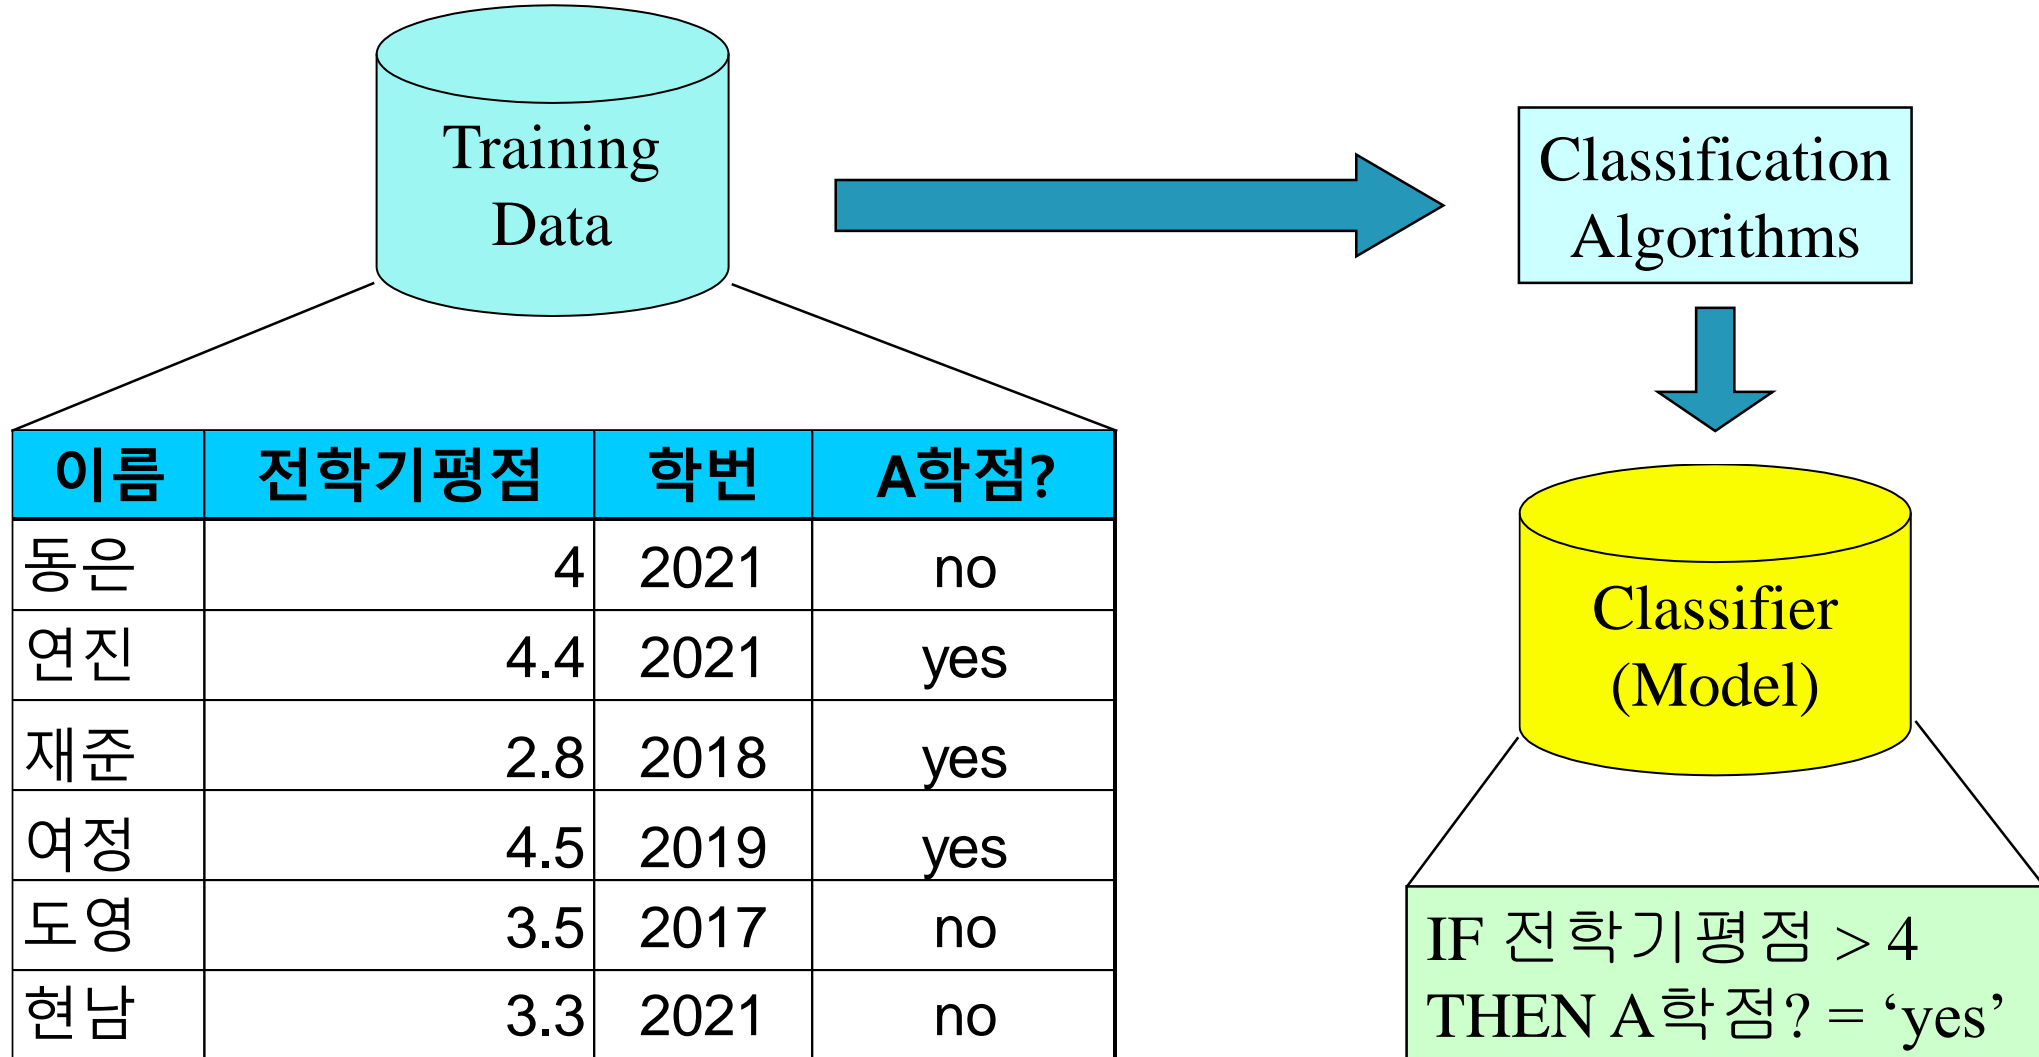 Training
Data
Classification
Algorithms
이름 전학기평점 학번 A학점?
동은 4 2021 no
연진 4.4 2021 yes
재준 2.8 2018 yes
여정 4.5 2019 yes
도영 3.5 2017 no
현남 3.3 2021 no
Classifier
(Model)
IF 전학기평점 > 4
THEN A학점? = ‘yes’